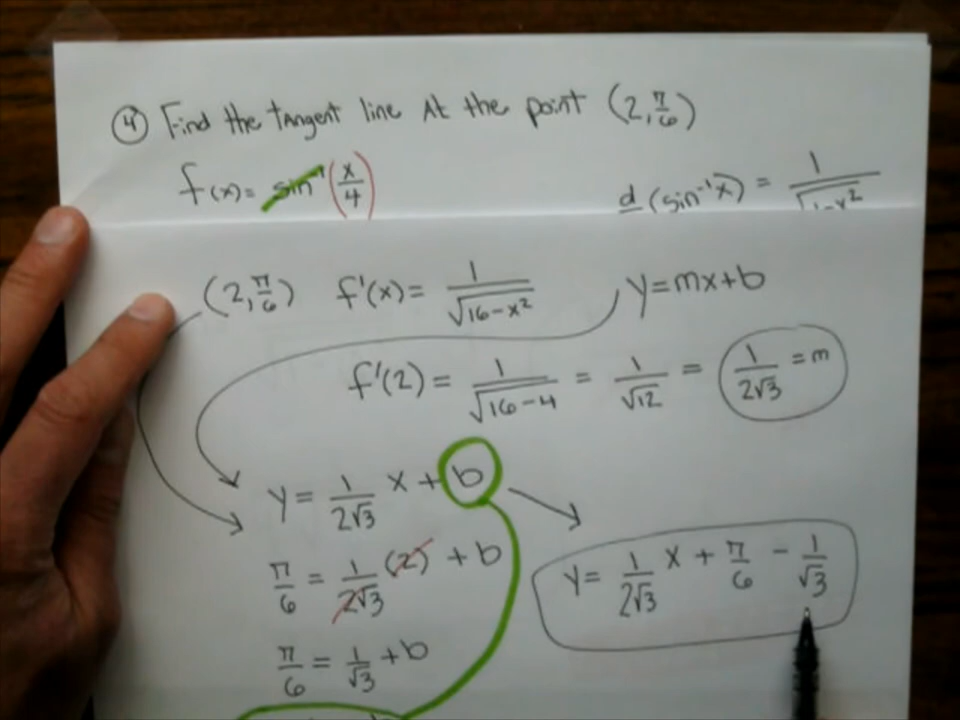 ④ Find the tangent line At the point (2, π/6)
f(x) = sin⁻¹(x/4)
d (sin⁻¹x) = 1/√1-x²
(2, π/6) f'(x) = 1/√16-x² y=mx+b
f'(2) = 1/√16-4 = 1/√12 = 1/2√3 = m
y = 1/2√3 x + b
π/6 = 1/2√3 (2) + b
π/6 = 1/√3 + b
y = 1/2√3 x + π/6 - 1/√3